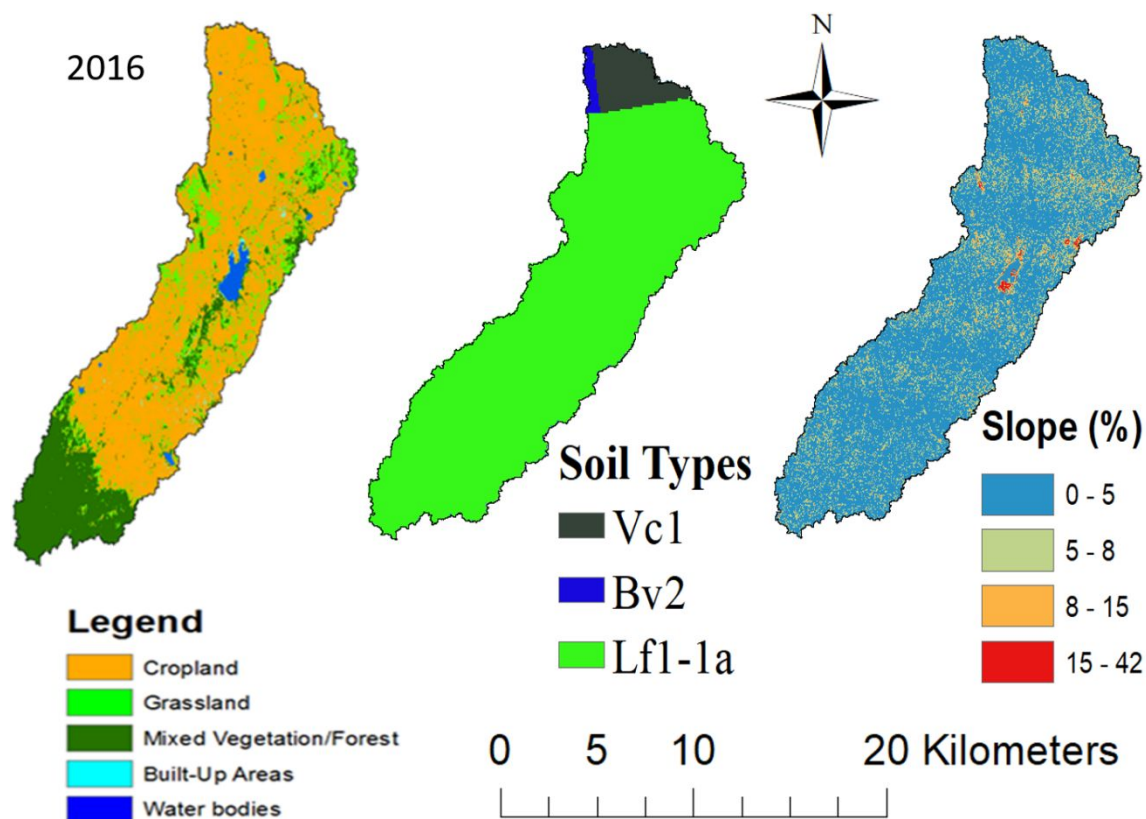 2016
N
Legend
Cropland
Grassland
Mixed Vegetation/Forest
Built-Up Areas
Water bodies
Soil Types
Vc1
Bv2
Lf1-1a
Slope (%)
0 - 5
5 - 8
8 - 15
15 - 42
0 5 10 20 Kilometers